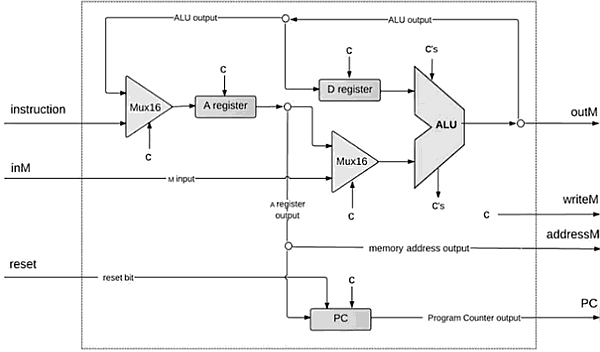 ALU output
ALU output
C
C's
C
D register
instruction
Mux16
A register
ALU
outM
C
Mux16
inM
M input
C's
C
C
writeM
A register
output
addressM
memory address output
reset
reset bit
C
PC
PC
Program Counter output